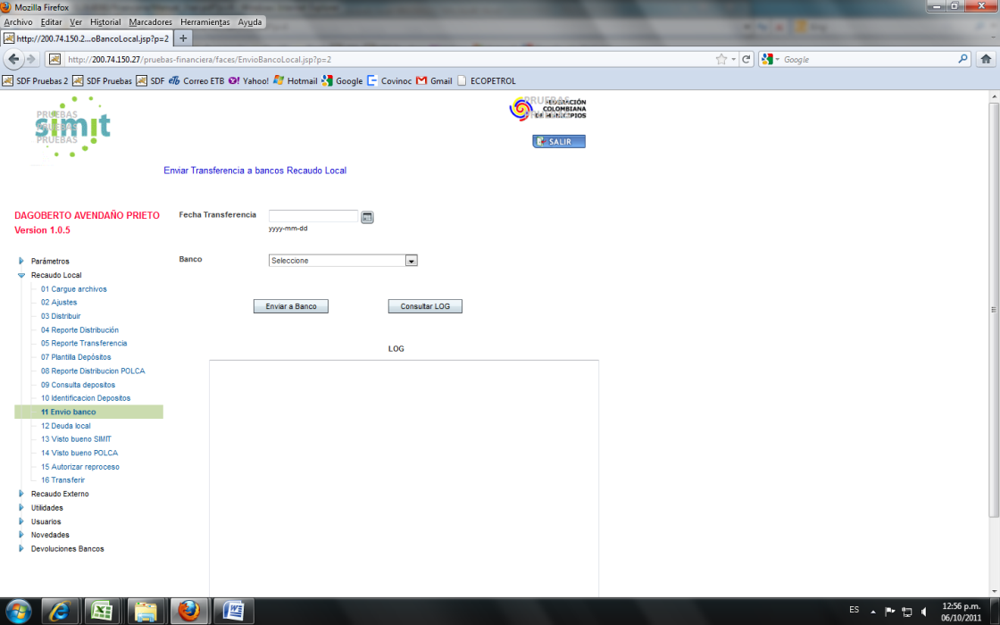 Mozilla Firefox
Archivo Editar Ver Historial Marcadores Herramientas Ayuda
http://200.74.150.2...oBancoLocal.jsp?p=2
http://200.74.150.27/pruebas-financiera/faces/EnvioBancoLocal.jsp?p=2
Google
SDF Pruebas 2 SDF Pruebas SDF Correo ETB Yahoo! Hotmail Google Covinoc Gmail ECOPETROL
PRUEBAS
simit
PRUEBAS
PRUEBAS
PRUEBAS
FEDERACIÓN
COLOMBIANA
DE MUNICIPIOS
SALIR
Enviar Transferencia a bancos Recaudo Local
DAGOBERTO AVENDAÑO PRIETO
Version 1.0.5
Fecha Transferencia
yyyy-mm-dd
Banco
Seleccione
Enviar a Banco
Consultar LOG
LOG
Parámetros
Recaudo Local
01 Cargue archivos
02 Ajustes
03 Distribuir
04 Reporte Distribución
05 Reporte Transferencia
07 Plantilla Depósitos
08 Reporte Distribucion POLCA
09 Consulta depositos
10 Identificacion Depositos
11 Envio banco
12 Deuda local
13 Visto bueno SIMIT
14 Visto bueno POLCA
15 Autorizar reproceso
16 Transferir
Recaudo Externo
Utilidades
Usuarios
Novedades
Devoluciones Bancos
ES
12:56 p.m.
06/10/2011